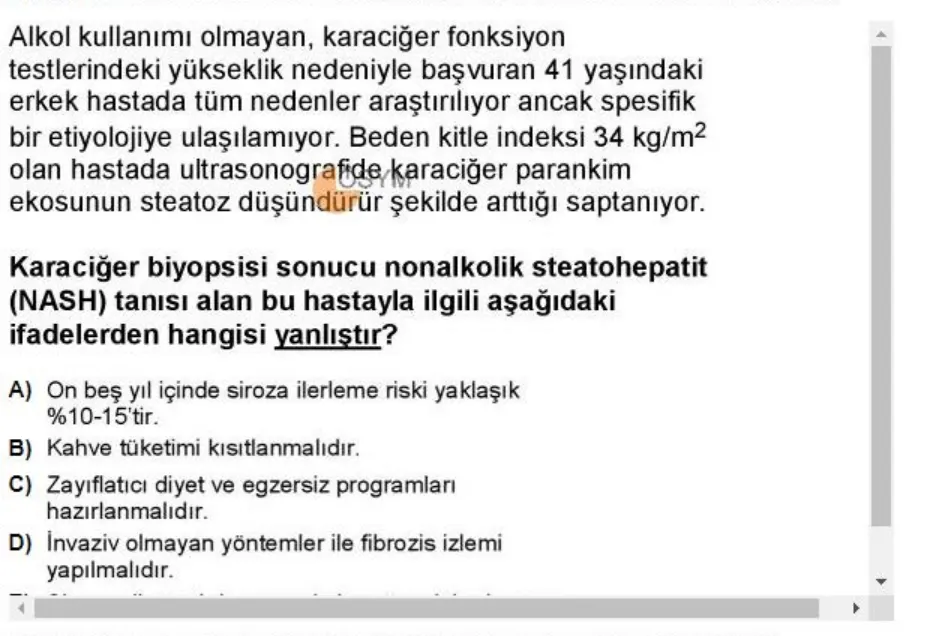 Alkol kullanımı olmayan, karaciğer fonksiyon
testlerindeki yükseklik nedeniyle başvuran 41 yaşındaki
erkek hastada tüm nedenler araştırılıyor ancak spesifik
bir etiyolojiye ulaşılamıyor. Beden kitle indeksi 34 kg/m²
olan hastada ultrasonografide karaciğer parankim
ÖSYM
ekosunun steatoz düşündürür şekilde arttığı saptanıyor.
Karaciğer biyopsisi sonucu nonalkolik steatohepatit
(NASH) tanısı alan bu hastayla ilgili aşağıdaki
ifadelerden hangisi yanlıştır?
A) On beş yıl içinde siroza ilerleme riski yaklaşık
%10-15'tir.
B) Kahve tüketimi kısıtlanmalıdır.
C) Zayıflatıcı diyet ve egzersiz programları
hazırlanmalıdır.
D) İnvaziv olmayan yöntemler ile fibrozis izlemi
yapılmalıdır.